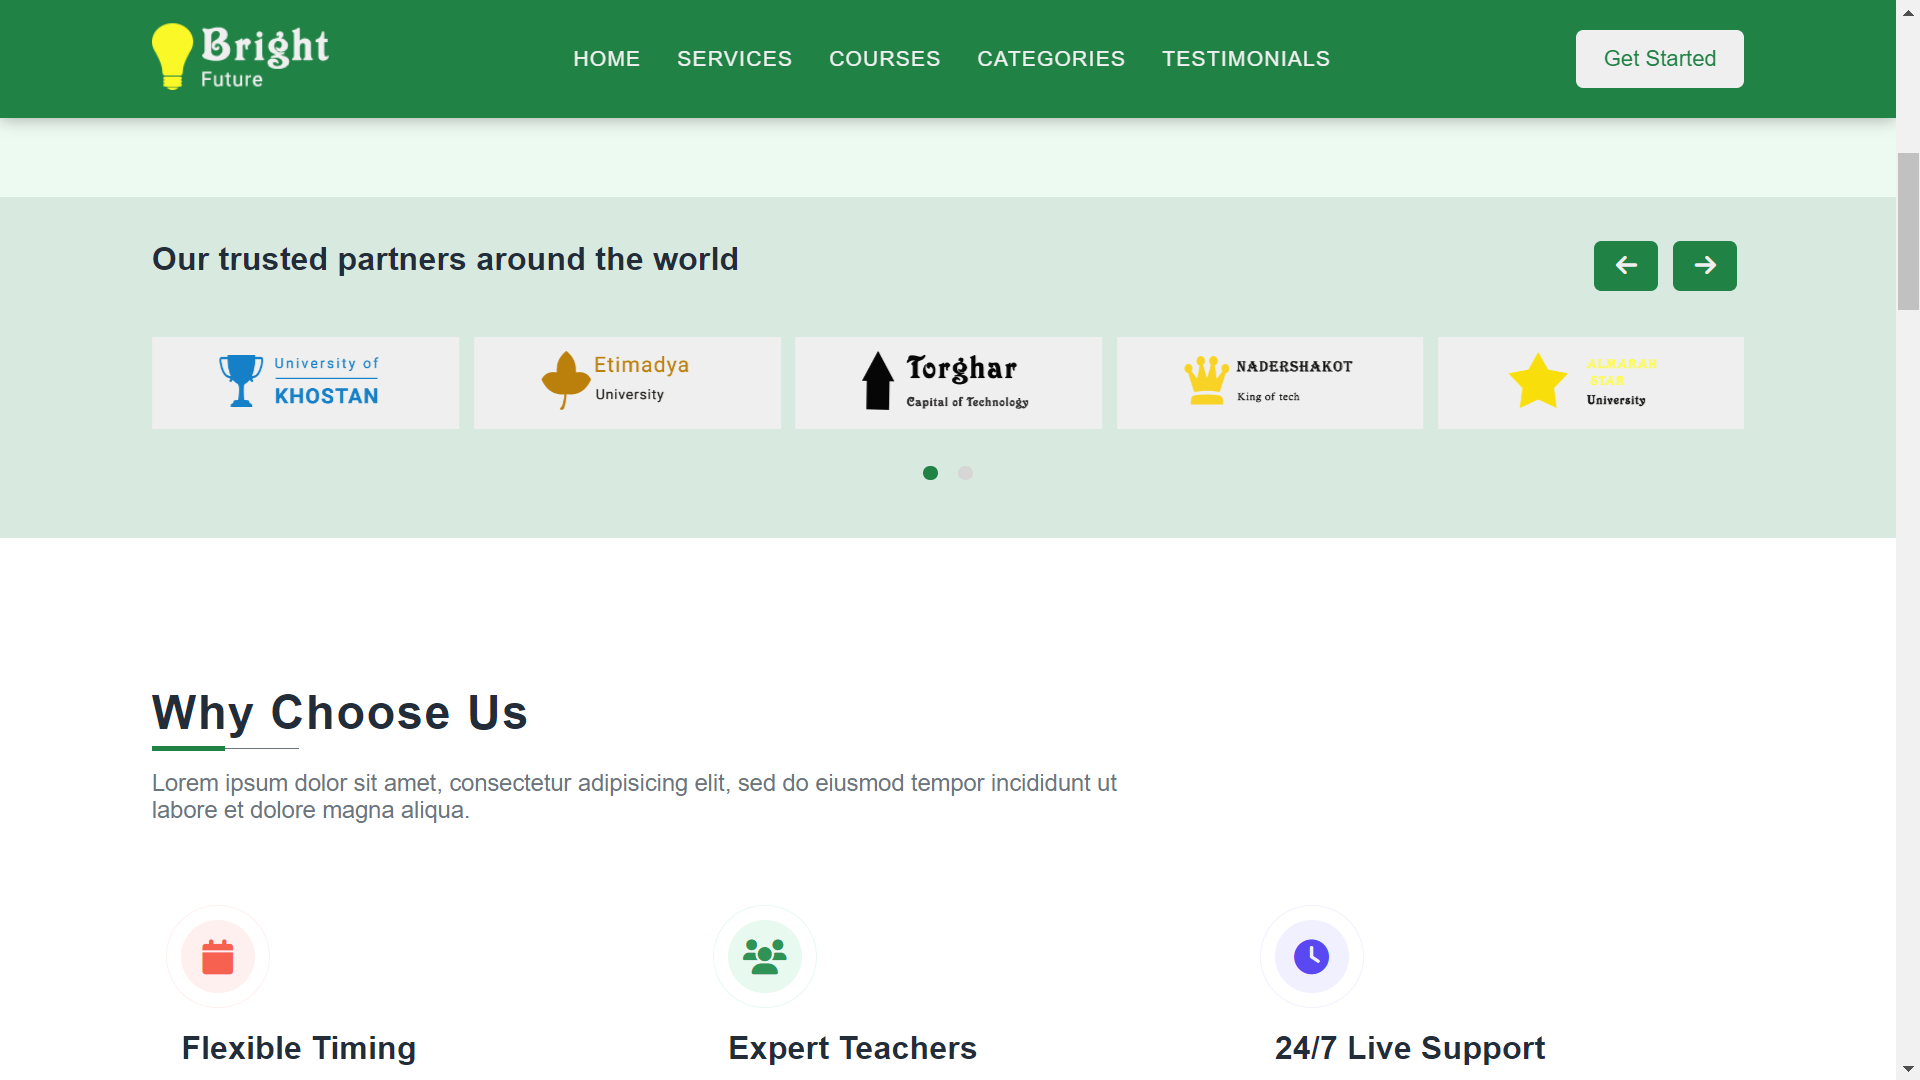 Bright
Future
HOME SERVICES COURSES CATEGORIES TESTIMONIALS
Get Started
Our trusted partners around the world
University of
KHOSTAN
Etimadya
University
Torghar
Capital of Technology
NADERSHAKOT
King of tech
STAR
University
Why Choose Us
Lorem ipsum dolor sit amet, consectetur adipisicing elit, sed do eiusmod tempor incididunt ut
labore et dolore magna aliqua.
Flexible Timing
Expert Teachers
24/7 Live Support